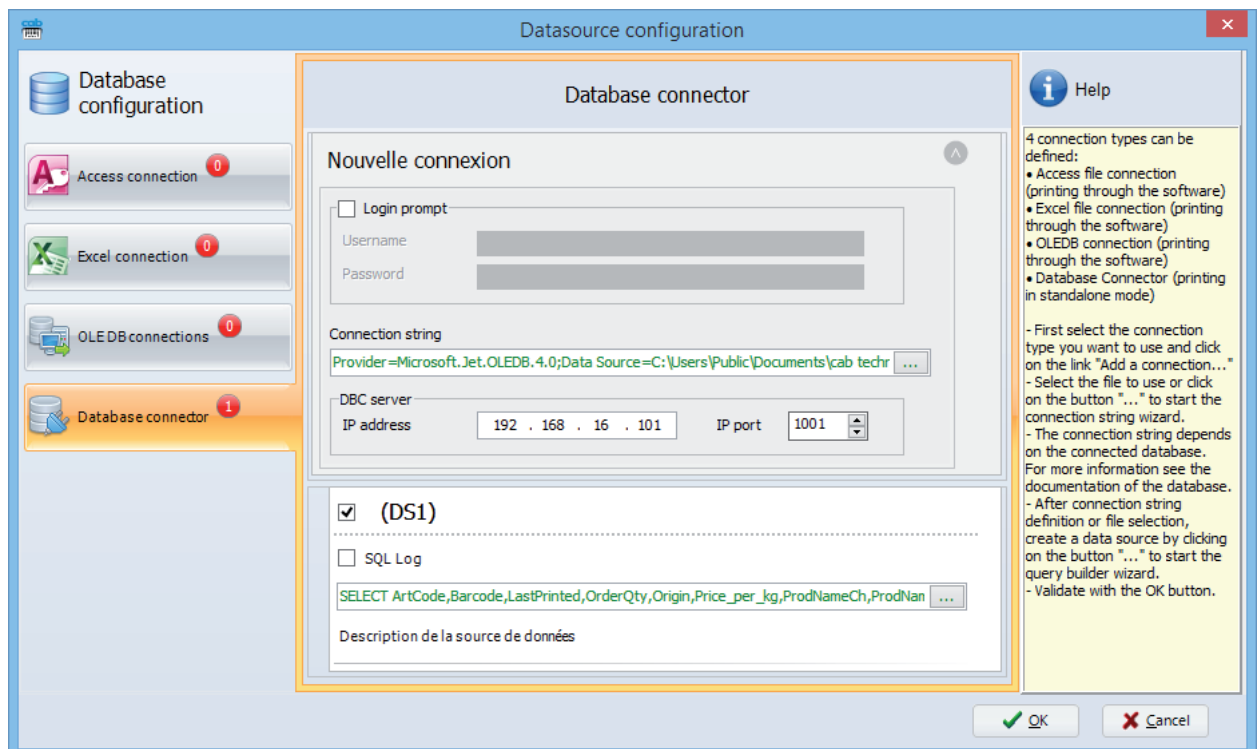 cab
Datasource configuration
Database
configuration
Access connection
0
Excel connection
0
OLE DB connections
0
Database connector
1
Database connector
Nouvelle connexion
Login prompt
Username
Password
Connection string
Provider=Microsoft.Jet.OLEDB.4.0;Data Source=C:\Users\Public\Documents\cab techr ...
DBC server
IP address 192 . 168 . 16 . 101 IP port 1001
(DS1)
SQL Log
SELECT ArtCode,Barcode,LastPrinted,OrderQty,Origin,Price_per_kg,ProdNameCh,ProdNam ...
Description de la source de données
Help
4 connection types can be
defined:
• Access file connection
(printing through the software)
• Excel file connection (printing
through the software)
• OLEDB connection (printing
through the software)
• Database Connector (printing
in standalone mode)
- First select the connection
type you want to use and click
on the link "Add a connection..."
- Select the file to use or click
on the button "..." to start the
connection string wizard.
- The connection string depends
on the connected database.
For more information see the
documentation of the database.
- After connection string
definition or file selection,
create a data source by clicking
on the button "..." to start the
query builder wizard.
- Validate with the OK button.
OK
Cancel